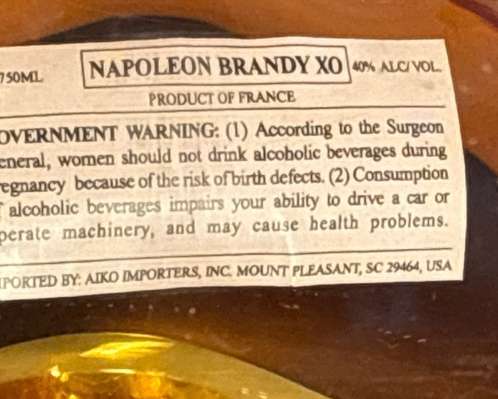 750ML NAPOLEON BRANDY XO 40% ALC/VOL.
PRODUCT OF FRANCE
OVERNMENT WARNING: (1) According to the Surgeon
eneral, women should not drink alcoholic beverages during
regnancy because of the risk of birth defects. (2) Consumption
f alcoholic beverages impairs your ability to drive a car or
perate machinery, and may cause health problems.
PORTED BY: AIKO IMPORTERS, INC. MOUNT PLEASANT, SC 29464, USA